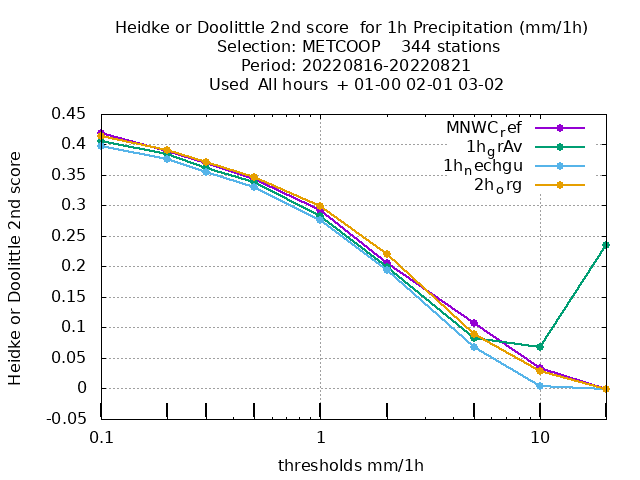 Heidke or Doolittle 2nd score  for 1h Precipitation (mm/1h)
Selection: METCOOP    344 stations
Period: 20220816-20220821
Used  All hours  + 01-00 02-01 03-02
Heidke or Doolittle 2nd score
0.45
0.4
0.35
0.3
0.25
0.2
0.15
0.1
0.05
0
-0.05
MNWC_ref
1h_grAv
1h_nechgu
2h_org
0.1 1 10
thresholds mm/1h